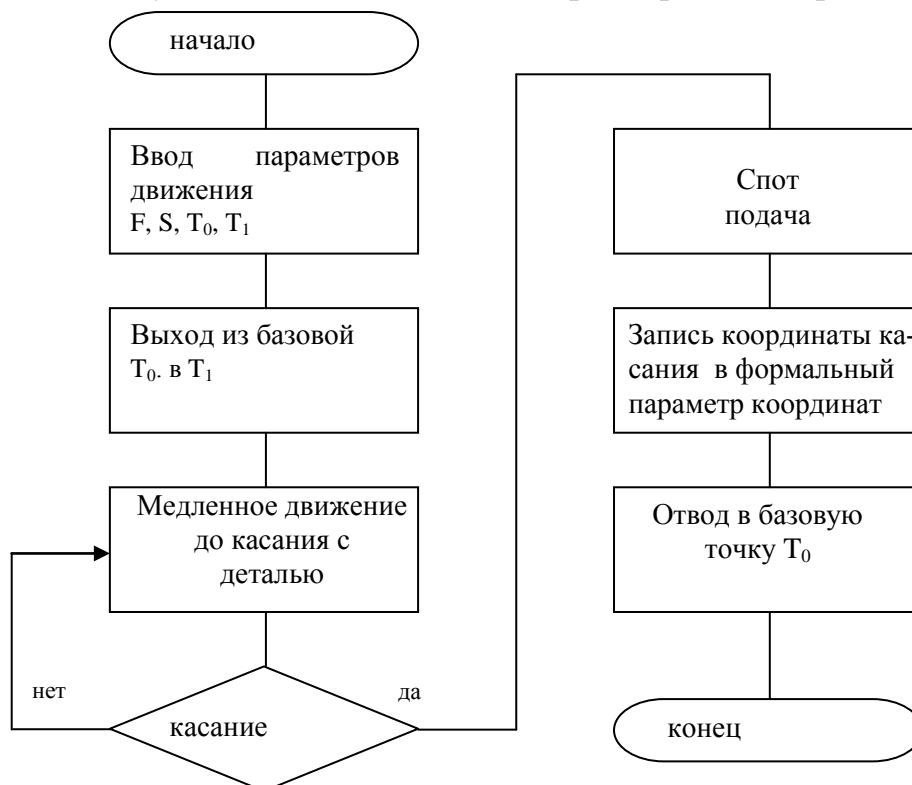 начало
Ввод параметров
движения
F, S, T₀, T₁
Выход из базовой
T₀. в T₁
Медленное движение
до касания с
деталью
нет
да
касание
Спот
подача
Запись координаты ка-
сания в формальный
параметр координат
Отвод в базовую
точку T₀
конец